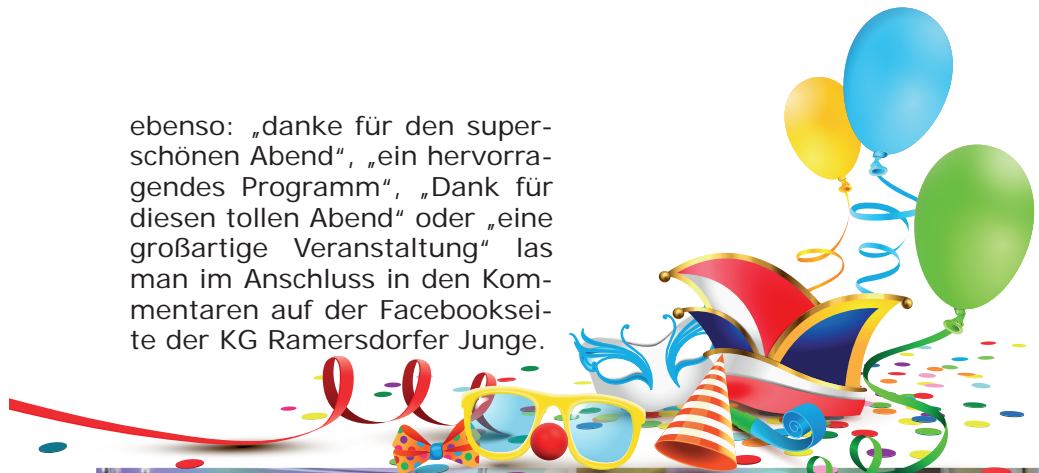 ebenso: „danke für den super-
schönen Abend“, „ein hervorra-
gendes Programm“, „Dank für
diesen tollen Abend“ oder „eine
großartige Veranstaltung“ las
man im Anschluss in den Kom-
mentaren auf der Facebooksei-
te der KG Ramersdorfer Junge.